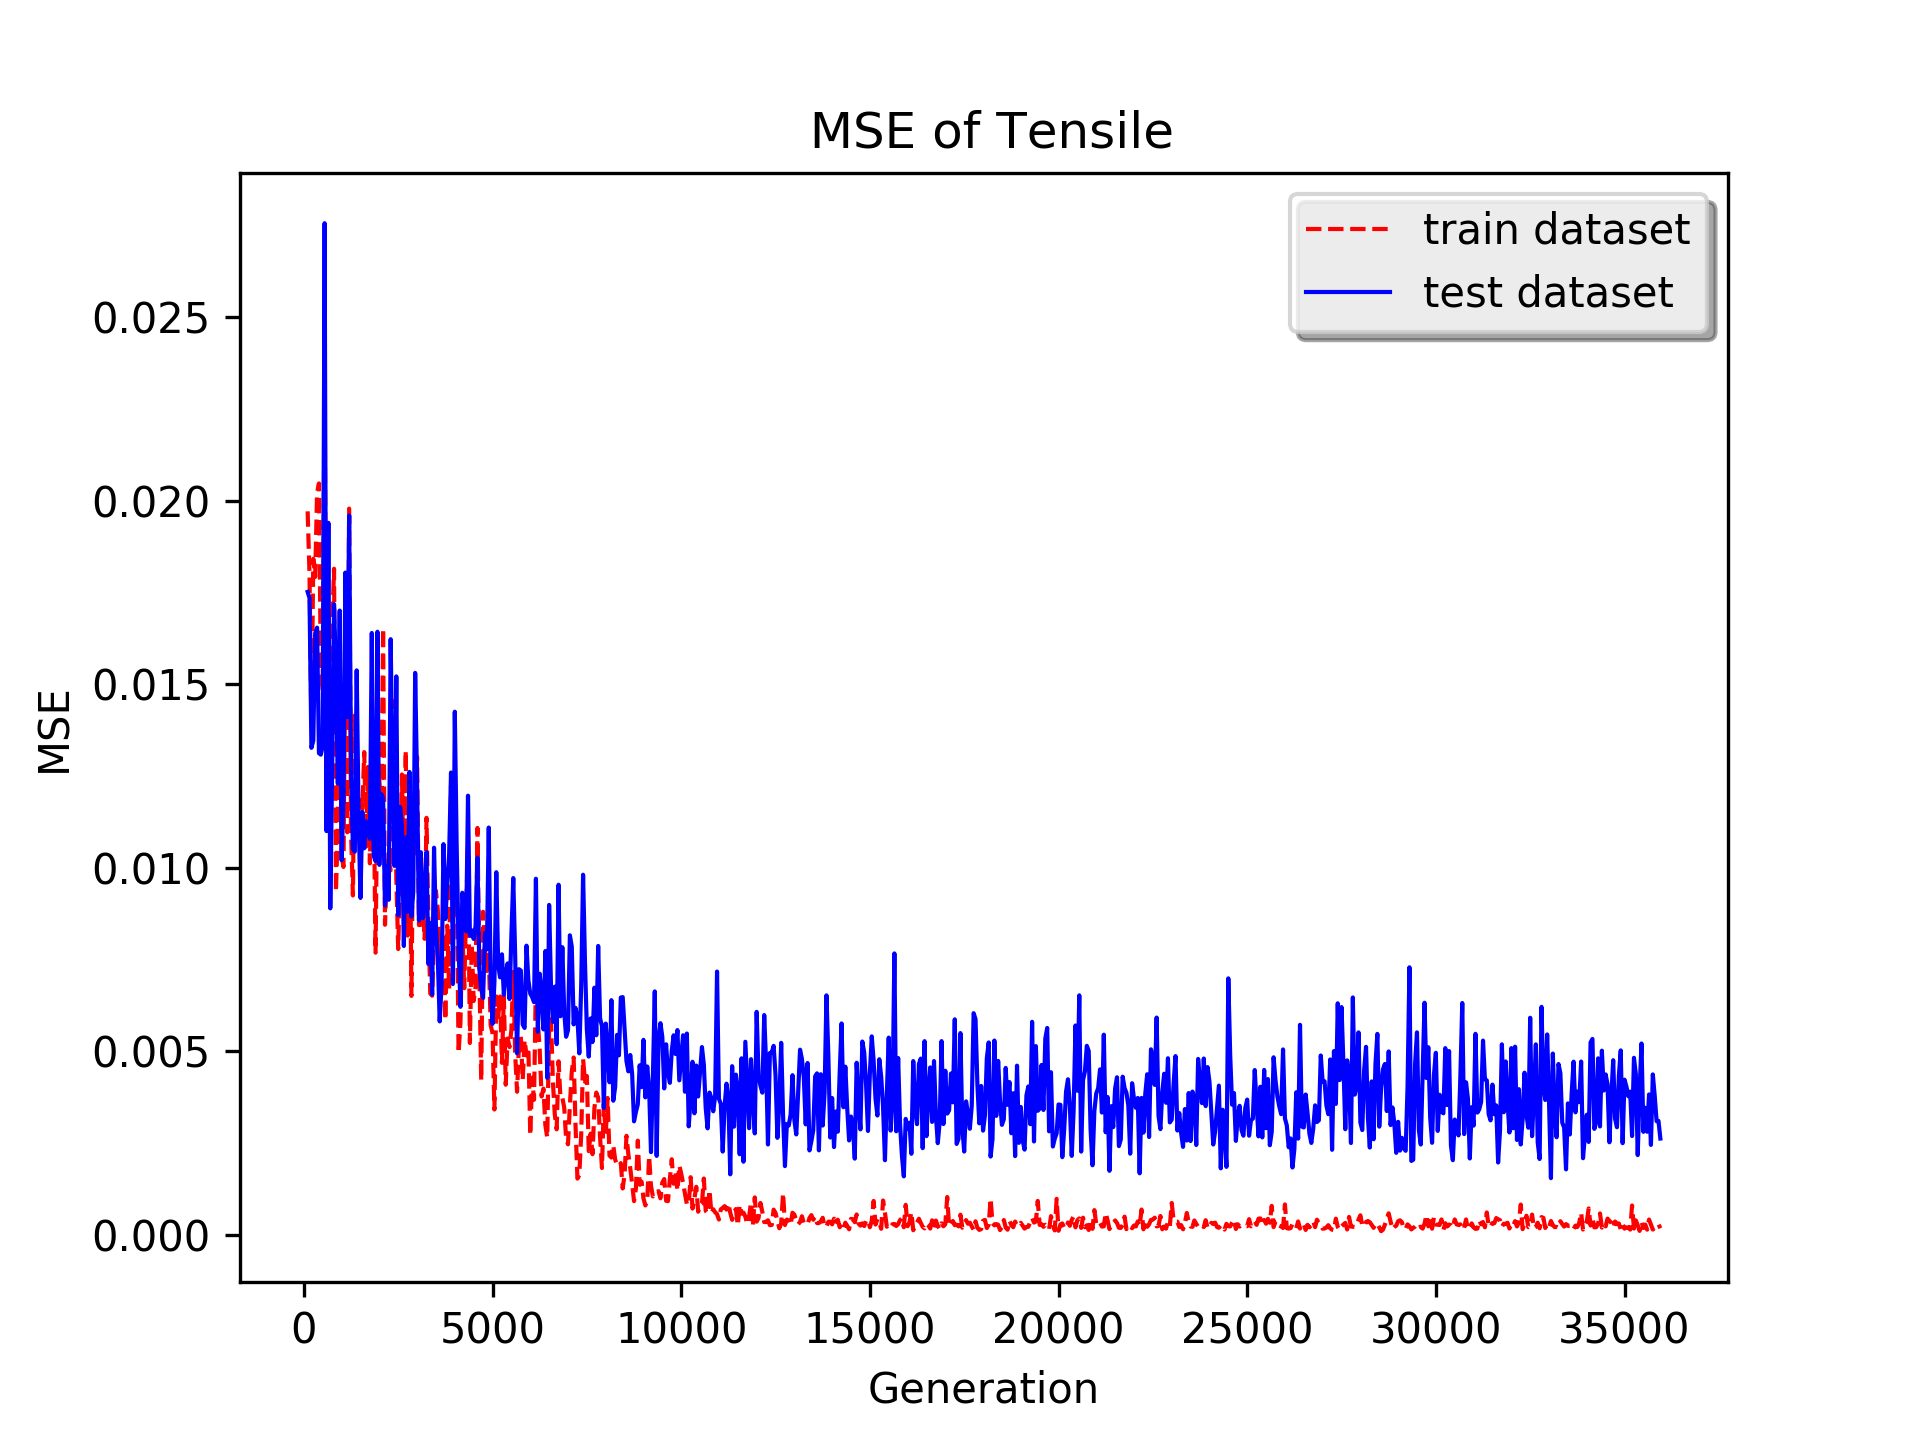 MSE of Tensile
train dataset
test dataset
MSE
0.025
0.020
0.015
0.010
0.005
0.000
0 5000 10000 15000 20000 25000 30000 35000
Generation